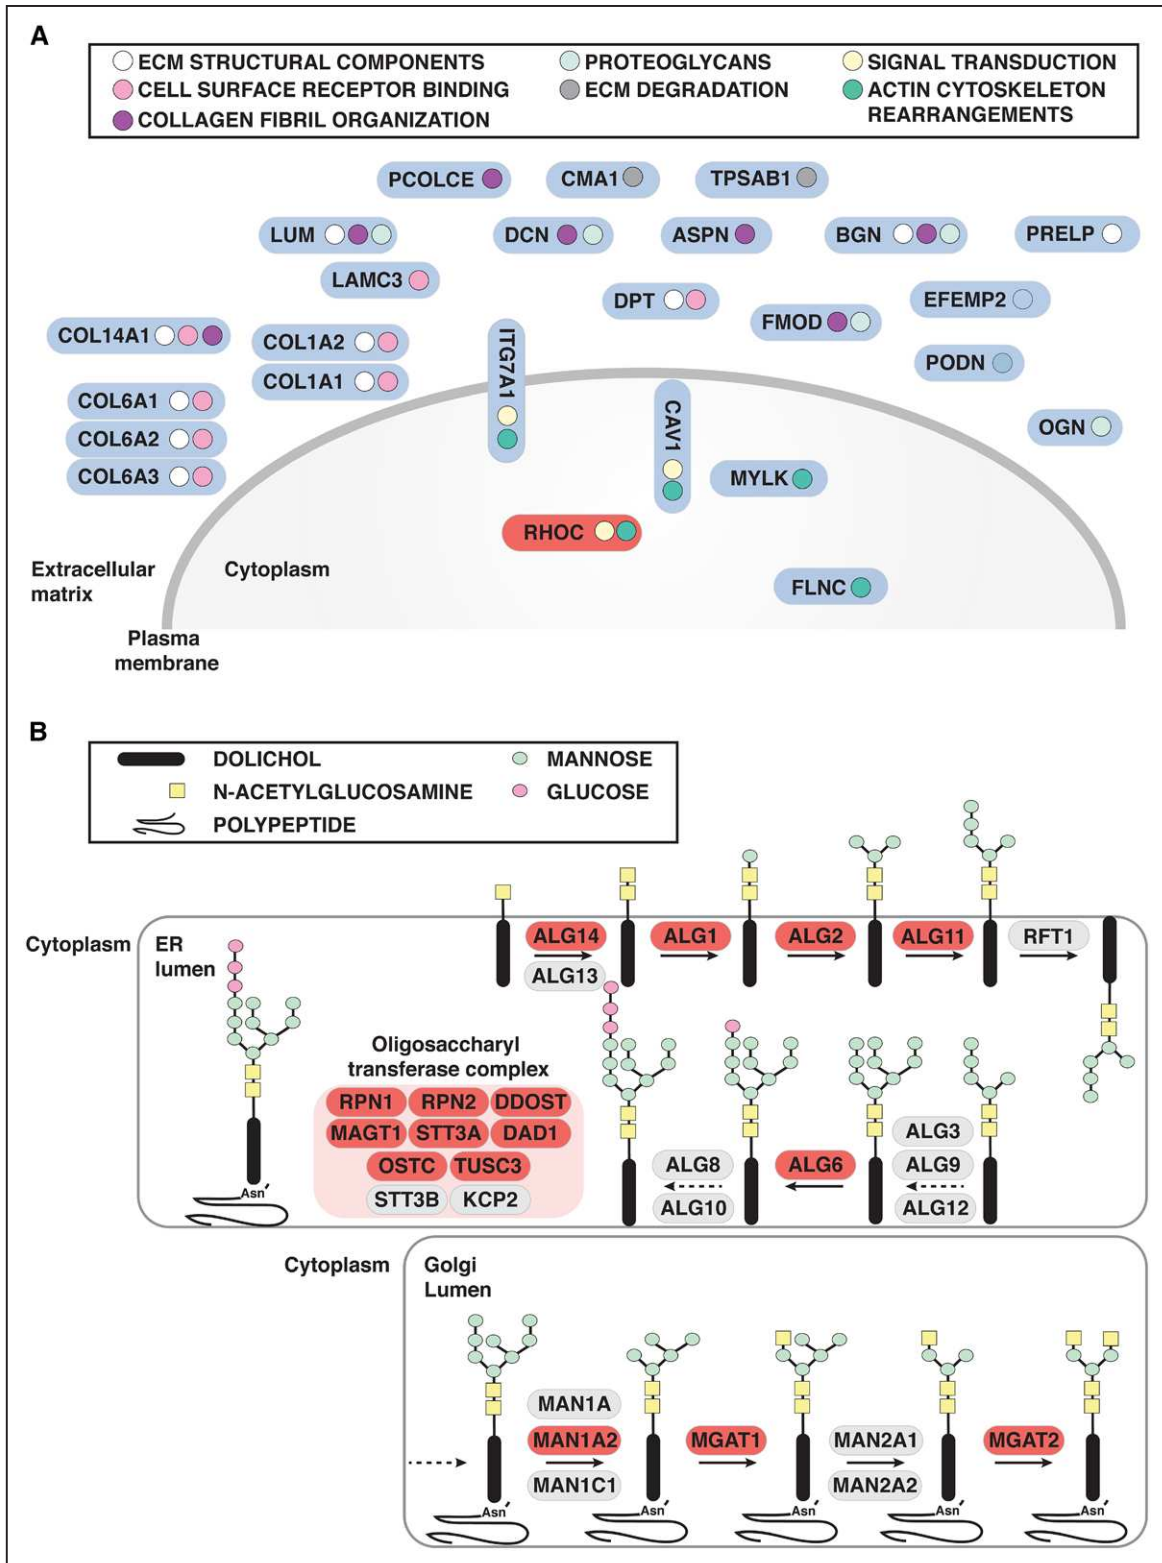 A
ECM STRUCTURAL COMPONENTS
PROTEOGLYCANS
SIGNAL TRANSDUCTION
CELL SURFACE RECEPTOR BINDING
ECM DEGRADATION
ACTIN CYTOSKELETON
REARRANGEMENTS
COLLAGEN FIBRIL ORGANIZATION
PCOLCE
CMA1
TPSAB1
LUM
DCN
ASPN
BGN
PRELP
LAMC3
DPT
EFEMP2
FMOD
COL14A1
COL1A2
ITG7A1
PODN
COL1A1
COL6A1
CAV1
OGN
COL6A2
COL6A3
MYLK
RHOC
Extracellular
matrix
Cytoplasm
FLNC
Plasma
membrane
B
DOLICHOL
MANNOSE
N-ACETYLGLUCOSAMINE
GLUCOSE
POLYPEPTIDE
Cytoplasm
ER
lumen
ALG14
ALG1
ALG2
ALG11
RFT1
ALG13
Oligosaccharyl
transferase complex
RPN1
RPN2
DDOST
MAGT1
STT3A
DAD1
OSTC
TUSC3
STT3B
KCP2
ALG8
ALG10
ALG6
ALG3
ALG9
ALG12
Asn
Cytoplasm
Golgi
Lumen
MAN1A
MAN1A2
MAN1C1
MGAT1
MAN2A1
MAN2A2
MGAT2
Asn
Asn
Asn
Asn
Asn